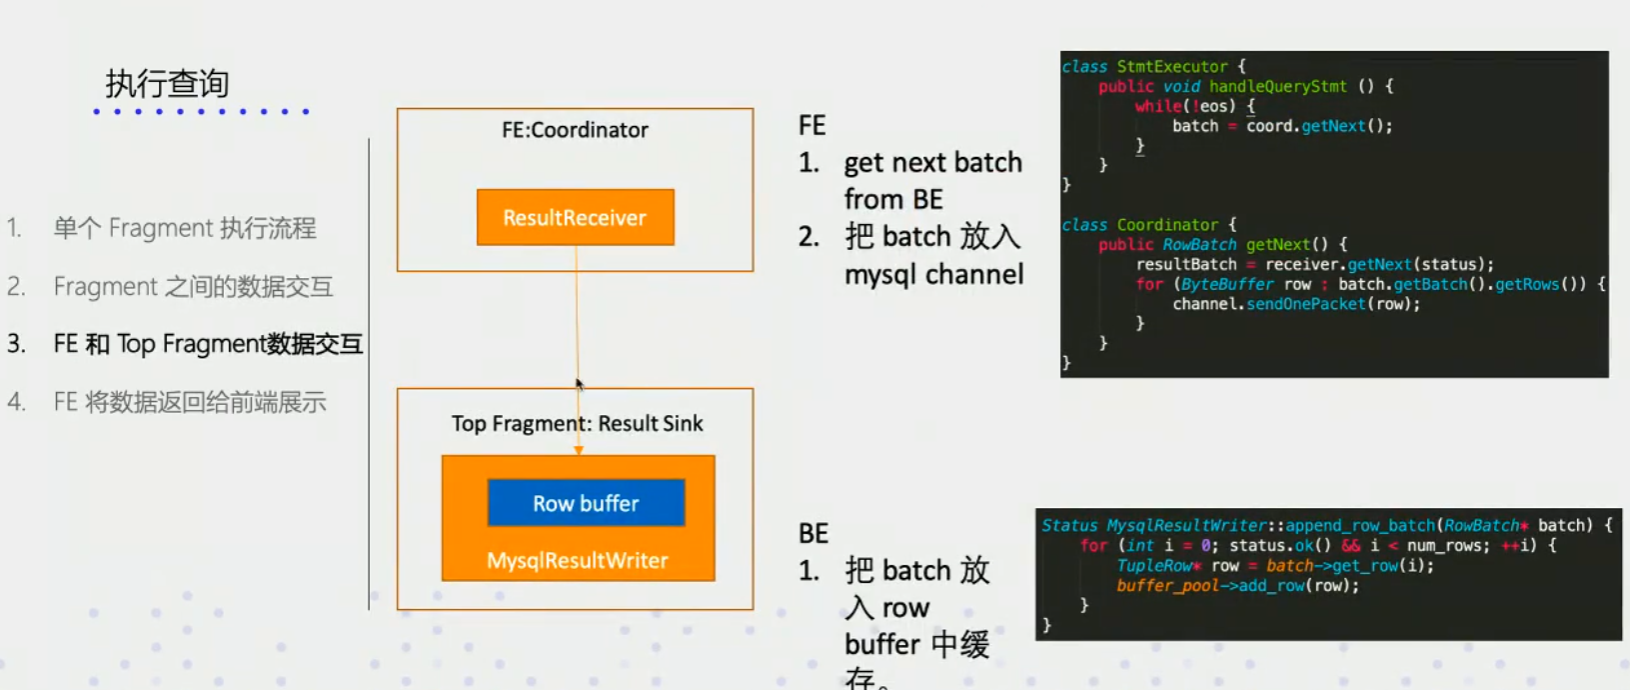 执行查询
1. 单个 Fragment 执行流程
2. Fragment 之间的数据交互
3. FE 和 Top Fragment数据交互
4. FE 将数据返回给前端展示
FE:Coordinator
ResultReceiver
Top Fragment: Result Sink
Row buffer
MysqlResultWriter
FE
1. get next batch
from BE
2. 把 batch 放入
mysql channel
BE
1. 把 batch 放
入 row
buffer 中缓
存。
class StmtExecutor {
public void handleQueryStmt () {
while(!eos) {
batch = coord.getNext();
}
}
}
class Coordinator {
public RowBatch getNext() {
resultBatch = receiver.getNext(status);
for (ByteBuffer row : batch.getBatch().getRows()) {
channel.sendOnePacket(row);
}
}
}
Status MysqlResultWriter::append_row_batch(RowBatch* batch) {
for (int i = 0; status.ok() && i < num_rows; ++i) {
TupleRow* row = batch->get_row(i);
buffer_pool->add_row(row);
}
}